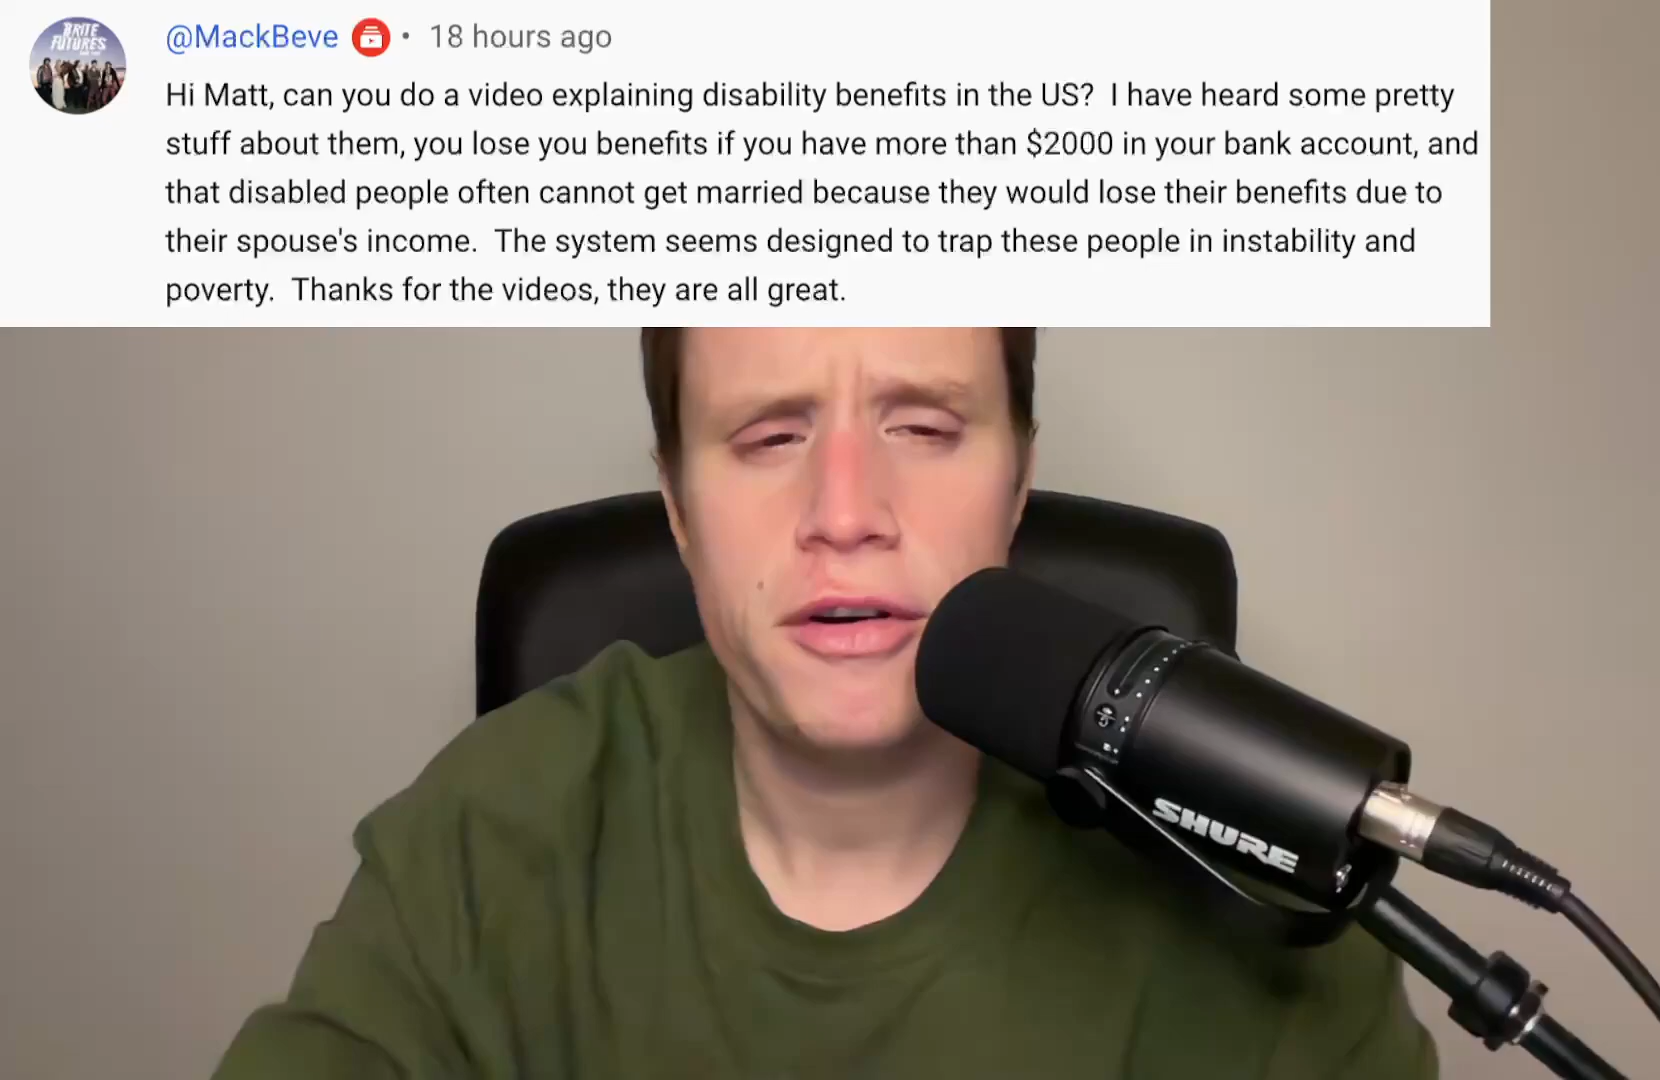 BRITE
FUTURES
@MackBeve • 18 hours ago
Hi Matt, can you do a video explaining disability benefits in the US?  I have heard some pretty
stuff about them, you lose you benefits if you have more than $2000 in your bank account, and
that disabled people often cannot get married because they would lose their benefits due to
their spouse's income.  The system seems designed to trap these people in instability and
poverty.  Thanks for the videos, they are all great.
SHURE